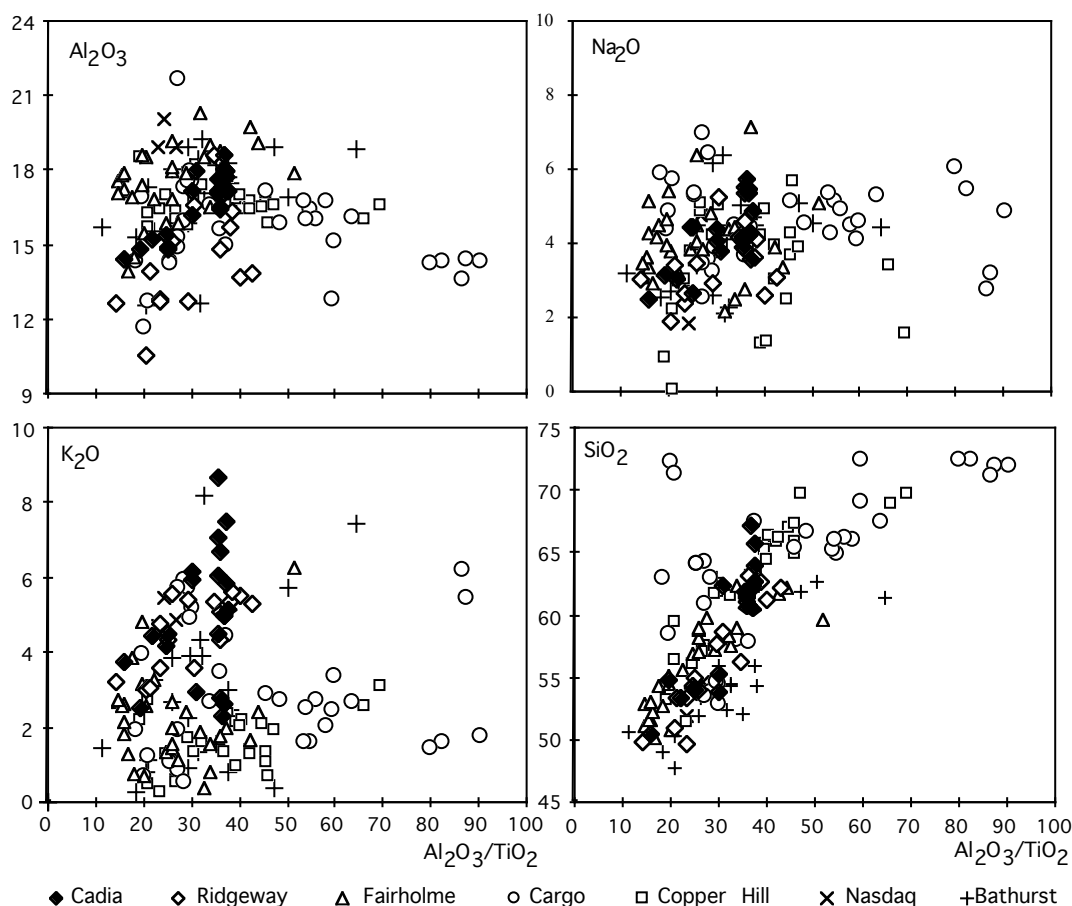 24
21
18
15
12
9
Al2O3
10
8
6
4
2
0
Na2O
10
8
6
4
2
0
K2O
0 10 20 30 40 50 60 70 80 90 100
Al2O3/TiO2
75
70
65
60
55
50
45
SiO2
0 10 20 30 40 50 60 70 80 90 100
Al2O3/TiO2
Cadia Ridgeway Fairholme Cargo Copper Hill Nasdaq Bathurst